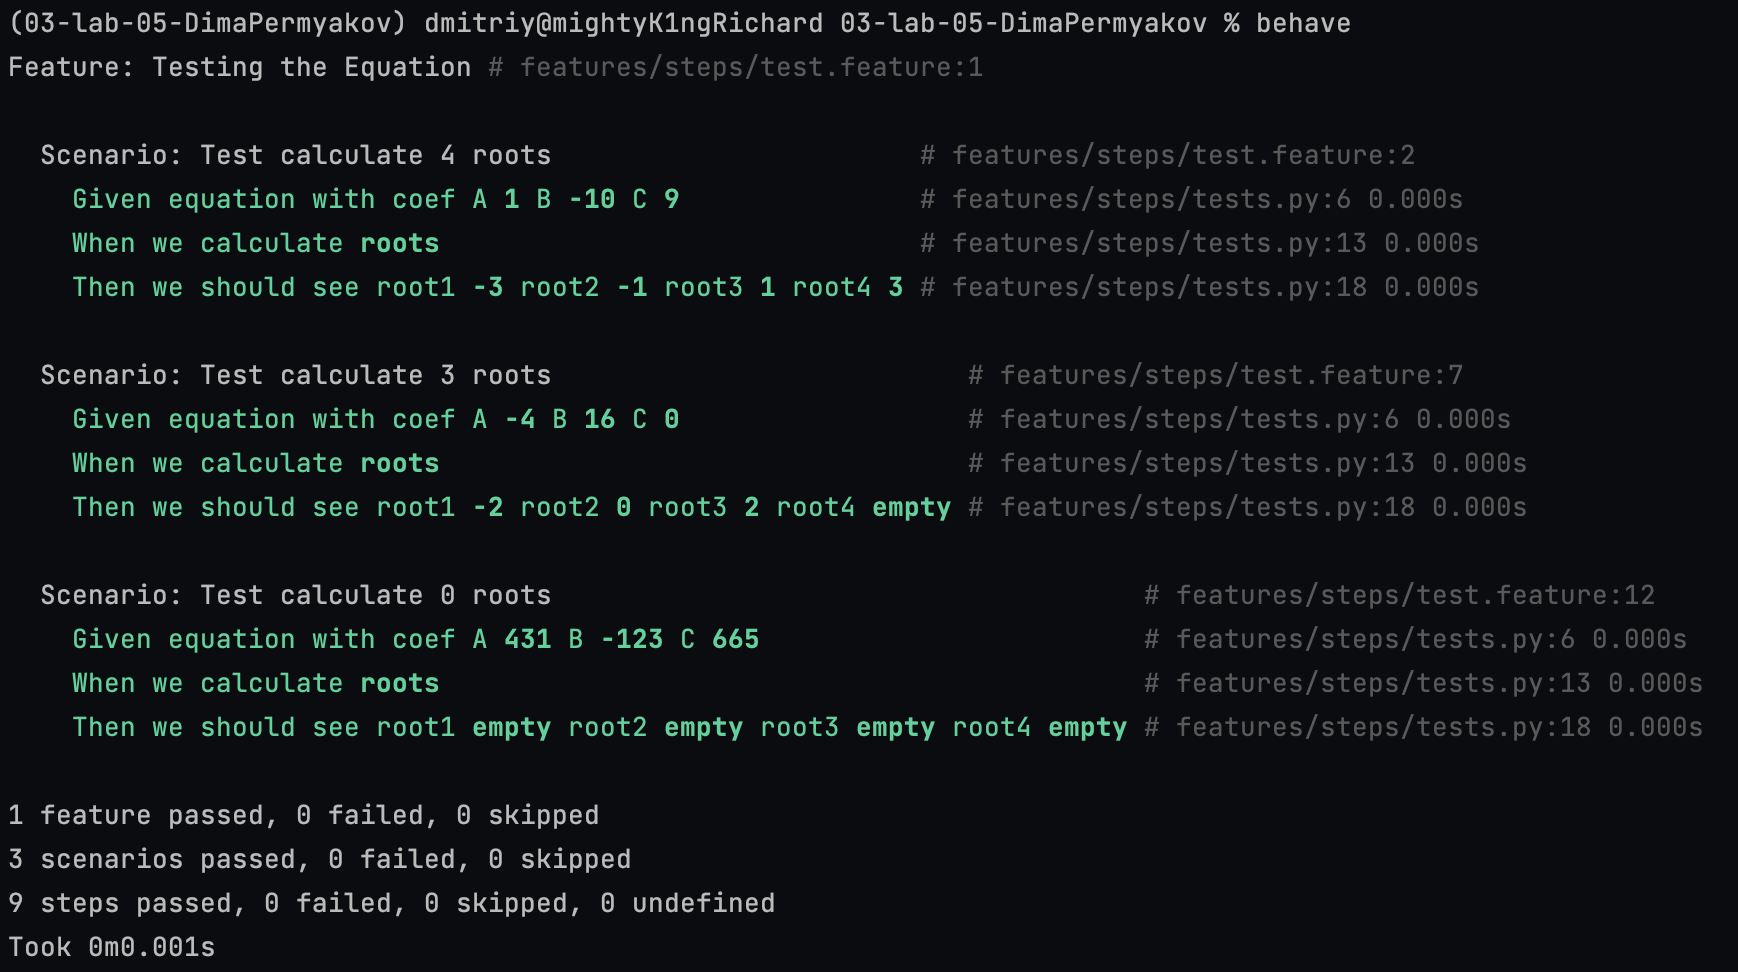 (03-lab-05-DimaPermyakov) dmitriy@mightyK1ngRichard 03-lab-05-DimaPermyakov % behave
Feature: Testing the Equation # features/steps/test.feature:1
Scenario: Test calculate 4 roots # features/steps/test.feature:2
Given equation with coef A 1 B -10 C 9 # features/steps/tests.py:6 0.000s
When we calculate roots # features/steps/tests.py:13 0.000s
Then we should see root1 -3 root2 -1 root3 1 root4 3 # features/steps/tests.py:18 0.000s
Scenario: Test calculate 3 roots # features/steps/test.feature:7
Given equation with coef A -4 B 16 C 0 # features/steps/tests.py:6 0.000s
When we calculate roots # features/steps/tests.py:13 0.000s
Then we should see root1 -2 root2 0 root3 2 root4 empty # features/steps/tests.py:18 0.000s
Scenario: Test calculate 0 roots # features/steps/test.feature:12
Given equation with coef A 431 B -123 C 665 # features/steps/tests.py:6 0.000s
When we calculate roots # features/steps/tests.py:13 0.000s
Then we should see root1 empty root2 empty root3 empty root4 empty # features/steps/tests.py:18 0.000s
1 feature passed, 0 failed, 0 skipped
3 scenarios passed, 0 failed, 0 skipped
9 steps passed, 0 failed, 0 skipped, 0 undefined
Took 0m0.001s